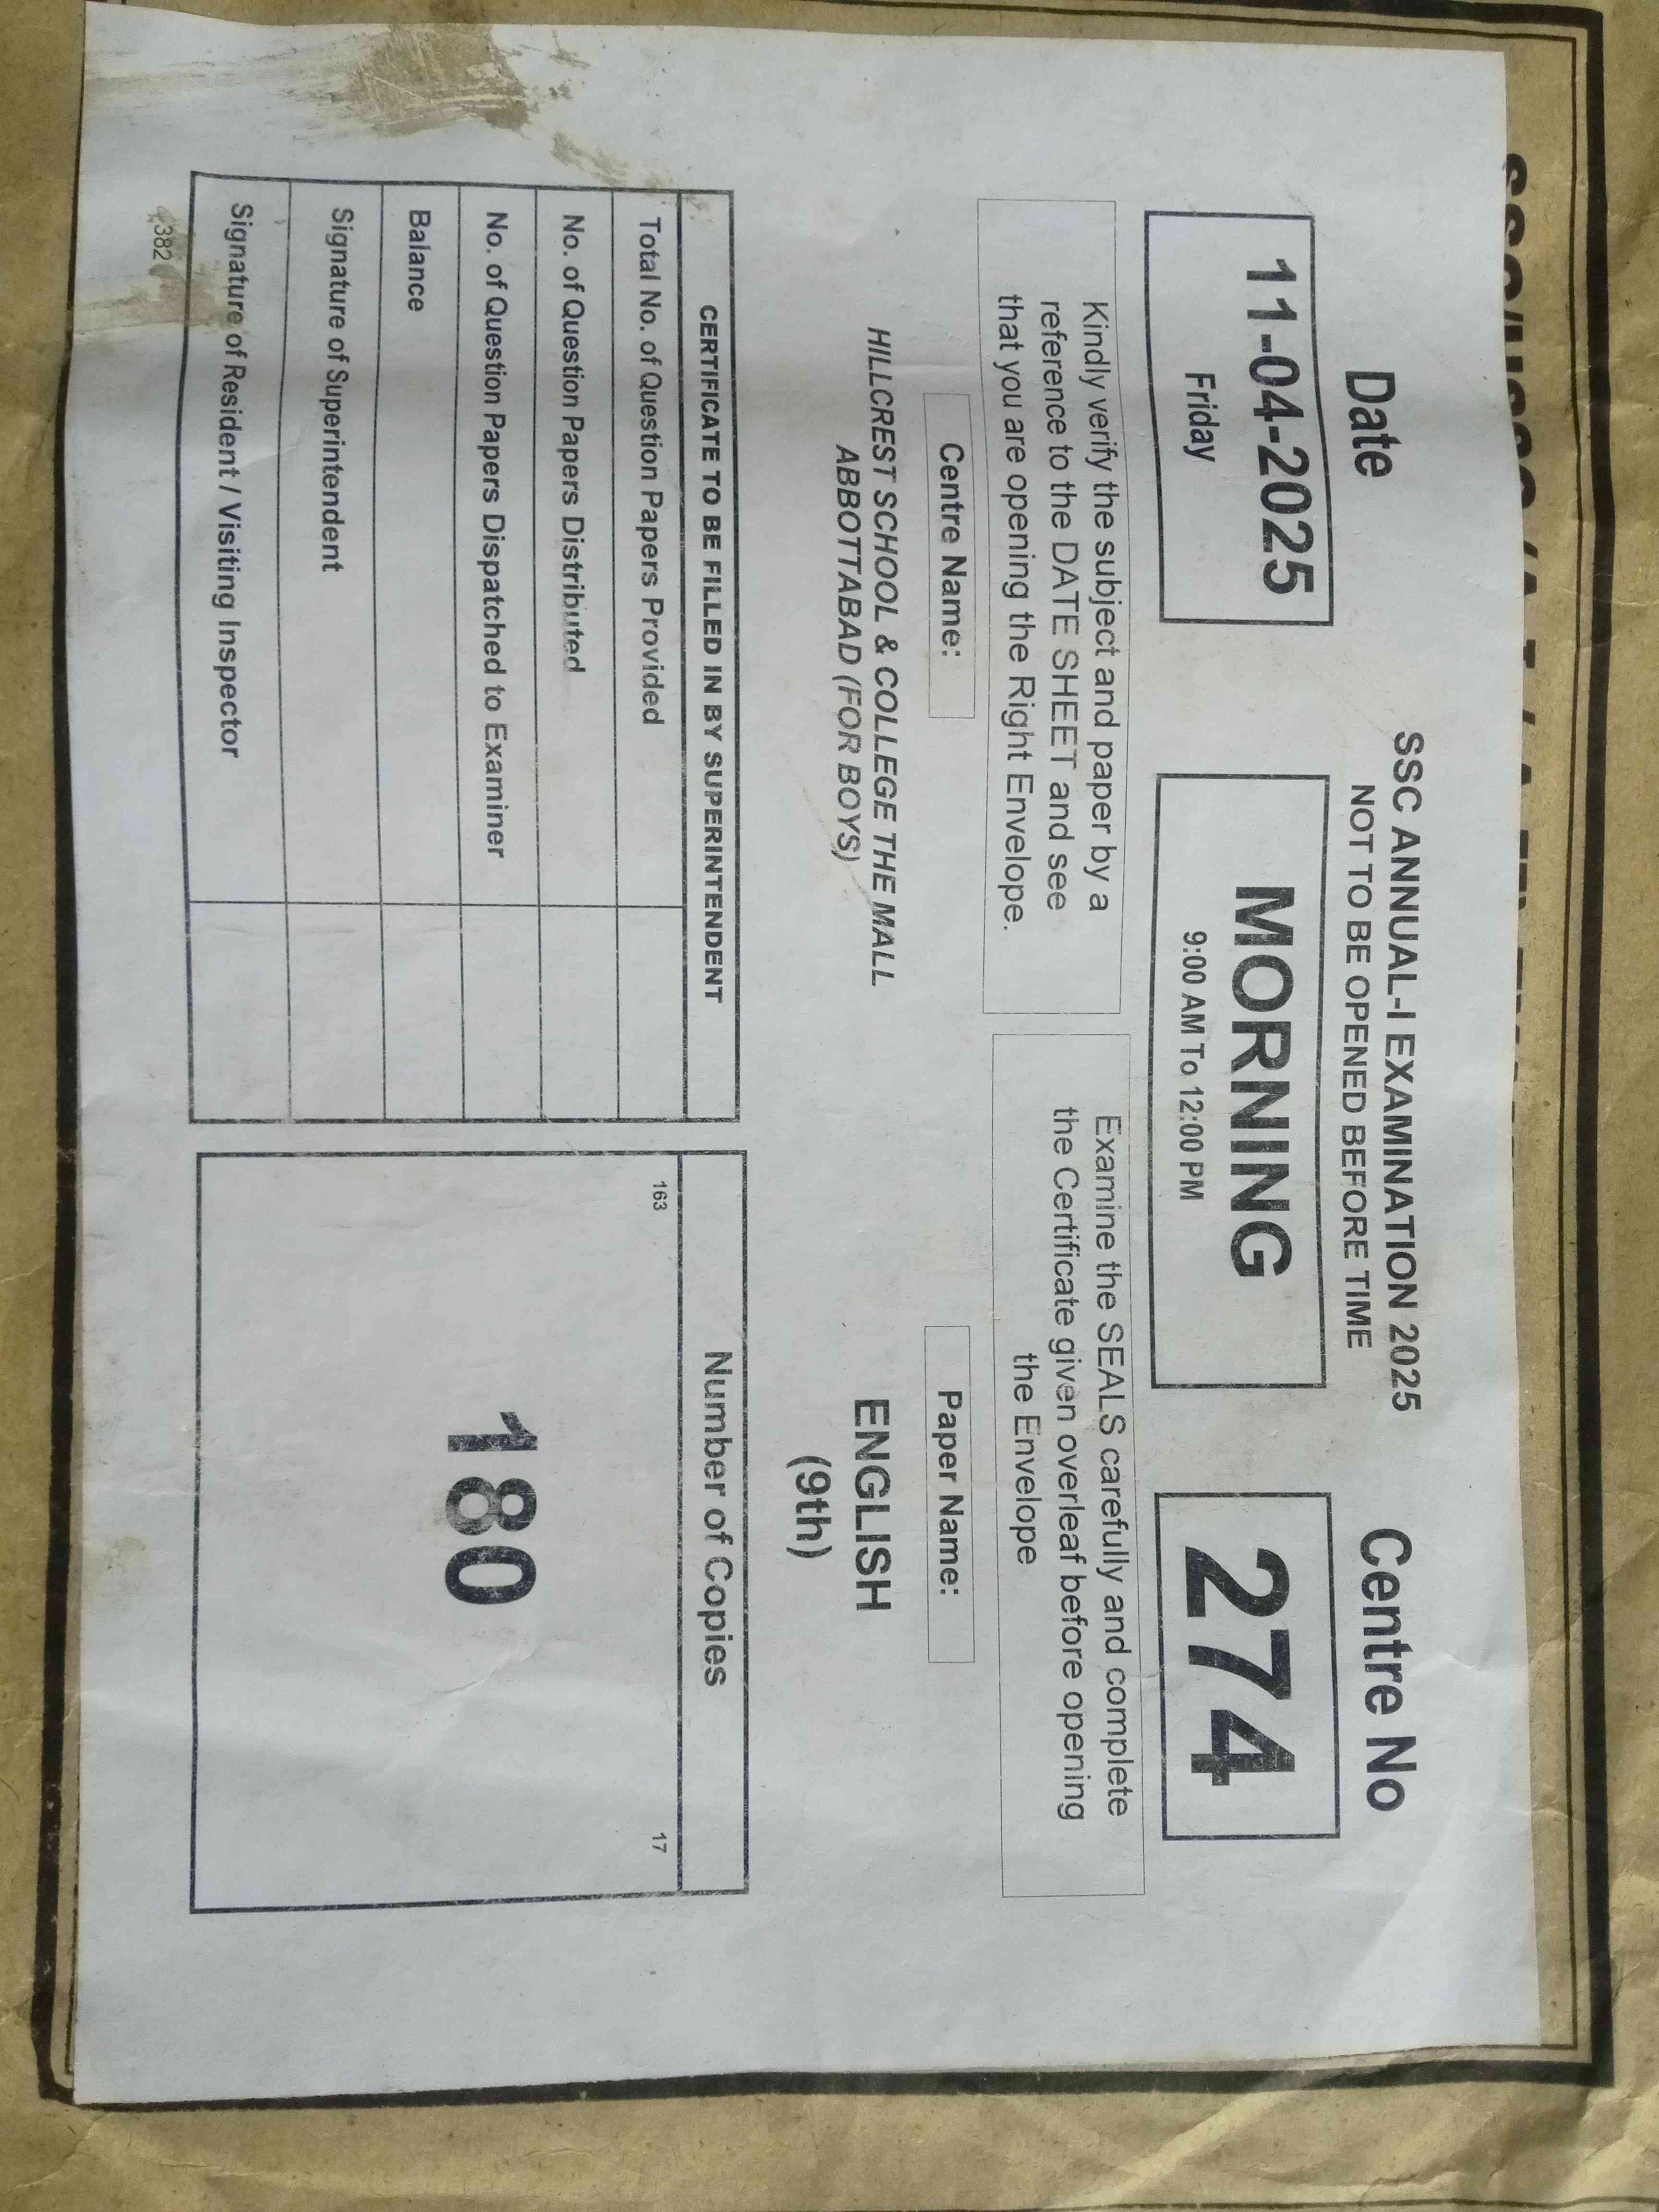 SSC ANNUAL-I EXAMINATION 2025
NOT TO BE OPENED BEFORE TIME
Date
11-04-2025
Friday
MORNING
9:00 AM To 12:00 PM
Centre No
274
Kindly verify the subject and paper by a
reference to the DATE SHEET and see
that you are opening the Right Envelope.
Examine the SEALS carefully and complete
the Certificate given overleaf before opening
the Envelope
Centre Name:
HILLCREST SCHOOL & COLLEGE THE MALL
ABBOTTABAD (FOR BOYS)
Paper Name:
ENGLISH
(9th)
CERTIFICATE TO BE FILLED IN BY SUPERINTENDENT
Total No. of Question Papers Provided
No. of Question Papers Distributed
No. of Question Papers Dispatched to Examiner
Balance
Signature of Superintendent
Signature of Resident / Visiting Inspector
Number of Copies
163
17
180